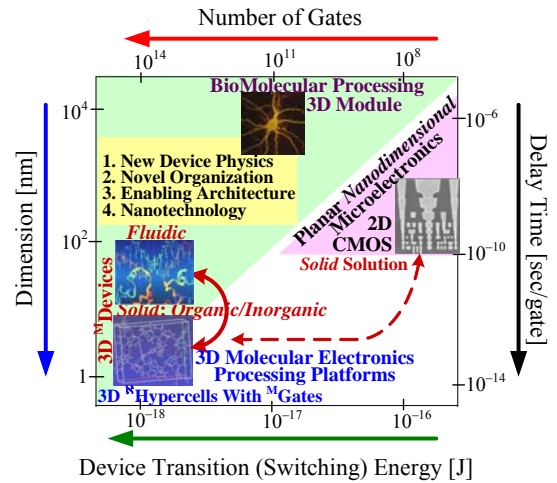 Number of Gates
10^14 10^11 10^8
BioMolecular Processing
3D Module
10^4
10^-6
Planar Nanodimensional
Microelectronics
1. New Device Physics
2. Novel Organization
3. Enabling Architecture
4. Nanotechnology
2D
CMOS
Dimension [nm]
Delay Time [sec/gate]
10^2
Fluidic
10^-10
Solid Solution
3D ᴹDevices
Solid: Organic/Inorganic
3D Molecular Electronics
Processing Platforms
1
10^-14
3D ᴺHypercells With ᴹGates
10^-18 10^-17 10^-16
Device Transition (Switching) Energy [J]